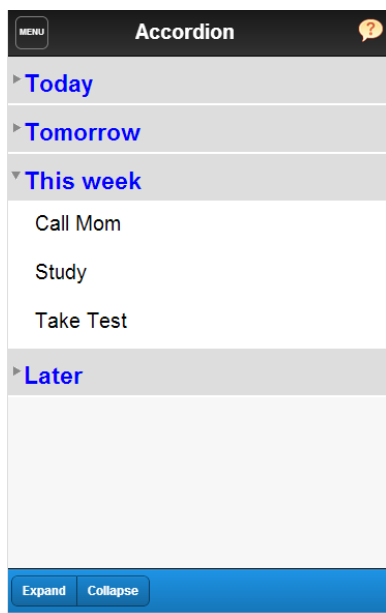 MENU Accordion ?
Today
Tomorrow
This week
Call Mom
Study
Take Test
Later
Expand Collapse